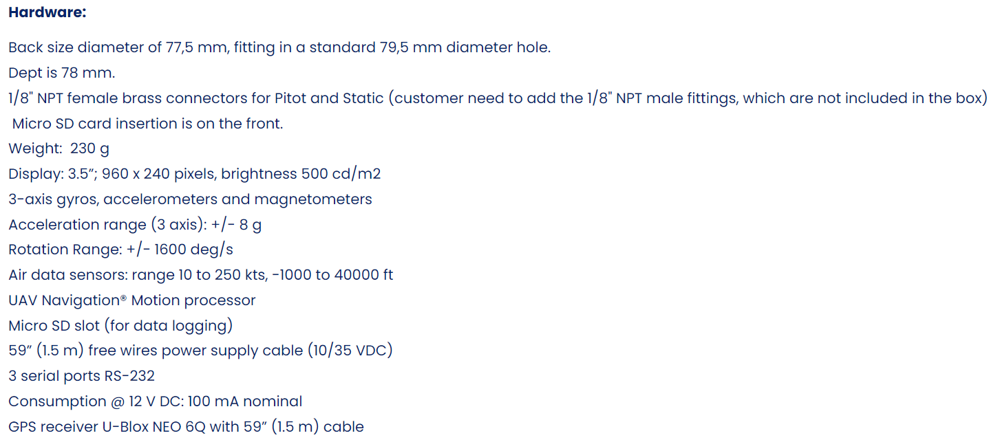 Hardware:
Back size diameter of 77,5 mm, fitting in a standard 79,5 mm diameter hole.
Dept is 78 mm.
1/8" NPT female brass connectors for Pitot and Static (customer need to add the 1/8" NPT male fittings, which are not included in the box)
Micro SD card insertion is on the front.
Weight:  230 g
Display: 3.5”; 960 x 240 pixels, brightness 500 cd/m2
3-axis gyros, accelerometers and magnetometers
Acceleration range (3 axis): +/- 8 g
Rotation Range: +/- 1600 deg/s
Air data sensors: range 10 to 250 kts, -1000 to 40000 ft
UAV Navigation® Motion processor
Micro SD slot (for data logging)
59” (1.5 m) free wires power supply cable (10/35 VDC)
3 serial ports RS-232
Consumption @ 12 V DC: 100 mA nominal
GPS receiver U-Blox NEO 6Q with 59” (1.5 m) cable